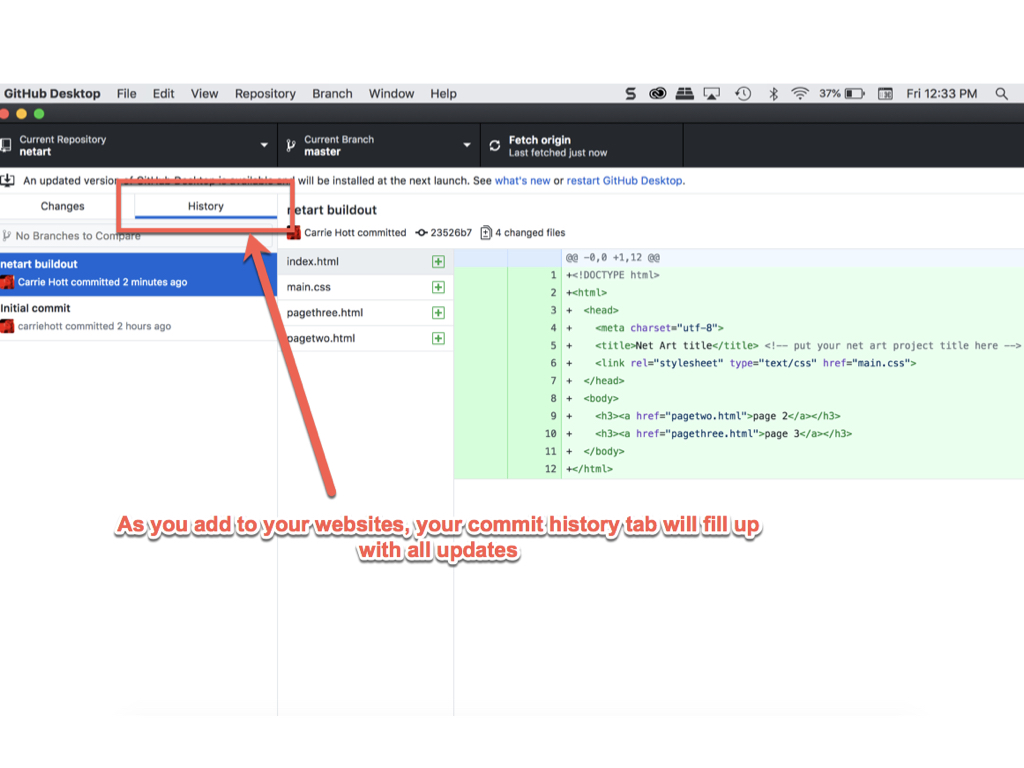 GitHub Desktop File Edit View Repository Branch Window Help 37% Fri 12:33 PM
Current Repository
netart
Current Branch
master
Fetch origin
Last fetched just now
An updated version of GitHub Desktop is available and will be installed at the next launch. See what's new or restart GitHub Desktop.
Changes
History
No Branches to Compare
netart buildout
Carrie Hott committed 2 minutes ago
Initial commit
carriehott committed 2 hours ago
netart buildout
Carrie Hott committed 23526b7 4 changed files
index.html
main.css
pagethree.html
pagetwo.html
@@ -0,0 +1,12 @@
1 +<!DOCTYPE html>
2 +<html>
3 + <head>
4 + <meta charset="utf-8">
5 + <title>Net Art title</title> <!-- put your net art project title here -->
6 + <link rel="stylesheet" type="text/css" href="main.css">
7 + </head>
8 + <body>
9 + <h3><a href="pagetwo.html">page 2</a></h3>
10 + <h3><a href="pagethree.html">page 3</a></h3>
11 + </body>
12 +</html>
As you add to your websites, your commit history tab will fill up
with all updates